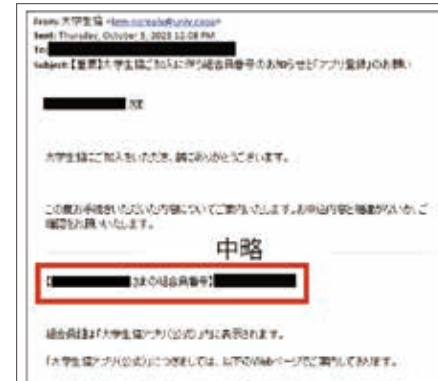 From: 大学生協
Sent: Thursday, October 5, 2023 12:08 PM
To:
Subject:【重要】大学生協ご加入に伴う組合員番号のお知らせと「アプリ登録」のお願い
様
大学生協にご加入をいただき、誠にありがとうございます。
この度お手続きいただいた内容についてご案内いたします。お申込内容と相違がないか、ご
確認をお願いいたします。
中略
【 さまの組合員番号】
組合員証は「大学生協アプリ(公式)」内に表示されます。
「大学生協アプリ(公式)」につきましては、以下のWebページでご案内しております。